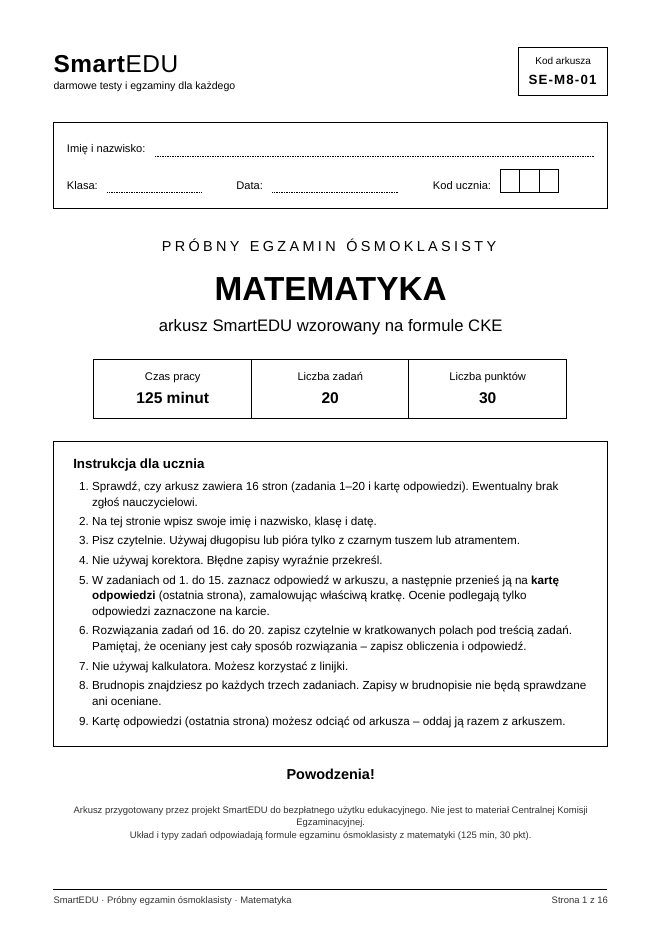 SmartEDU
darmowe testy i egzaminy dla każdego
Kod arkusza
SE-M8-01
Imię i nazwisko:
Klasa:
Data:
Kod ucznia:
PRÓBNY EGZAMIN ÓSMOKLASISTY
MATEMATYKA
arkusz SmartEDU wzorowany na formule CKE
Czas pracy
125 minut
Liczba zadań
20
Liczba punktów
30
Instrukcja dla ucznia
1. Sprawdź, czy arkusz zawiera 16 stron (zadania 1–20 i kartę odpowiedzi). Ewentualny brak
zgłoś nauczycielowi.
2. Na tej stronie wpisz swoje imię i nazwisko, klasę i datę.
3. Pisz czytelnie. Używaj długopisu lub pióra tylko z czarnym tuszem lub atramentem.
4. Nie używaj korektora. Błędne zapisy wyraźnie przekreśl.
5. W zadaniach od 1. do 15. zaznacz odpowiedź w arkuszu, a następnie przenieś ją na kartę
odpowiedzi (ostatnia strona), zamalowując właściwą kratkę. Ocenie podlegają tylko
odpowiedzi zaznaczone na karcie.
6. Rozwiązania zadań od 16. do 20. zapisz czytelnie w kratkowanych polach pod treścią zadań.
Pamiętaj, że oceniany jest cały sposób rozwiązania – zapisz obliczenia i odpowiedź.
7. Nie używaj kalkulatora. Możesz korzystać z linijki.
8. Brudnopis znajdziesz po każdych trzech zadaniach. Zapisy w brudnopisie nie będą sprawdzane
ani oceniane.
9. Kartę odpowiedzi (ostatnia strona) możesz odciąć od arkusza – oddaj ją razem z arkuszem.
Powodzenia!
Arkusz przygotowany przez projekt SmartEDU do bezpłatnego użytku edukacyjnego. Nie jest to materiał Centralnej Komisji
Egzaminacyjnej.
Układ i typy zadań odpowiadają formule egzaminu ósmoklasisty z matematyki (125 min, 30 pkt).
SmartEDU · Próbny egzamin ósmoklasisty · Matematyka
Strona 1 z 16